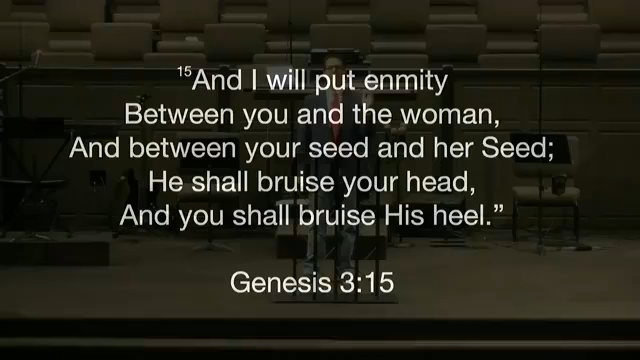 15And I will put enmity
Between you and the woman,
And between your seed and her Seed;
He shall bruise your head,
And you shall bruise His heel.”
Genesis 3:15